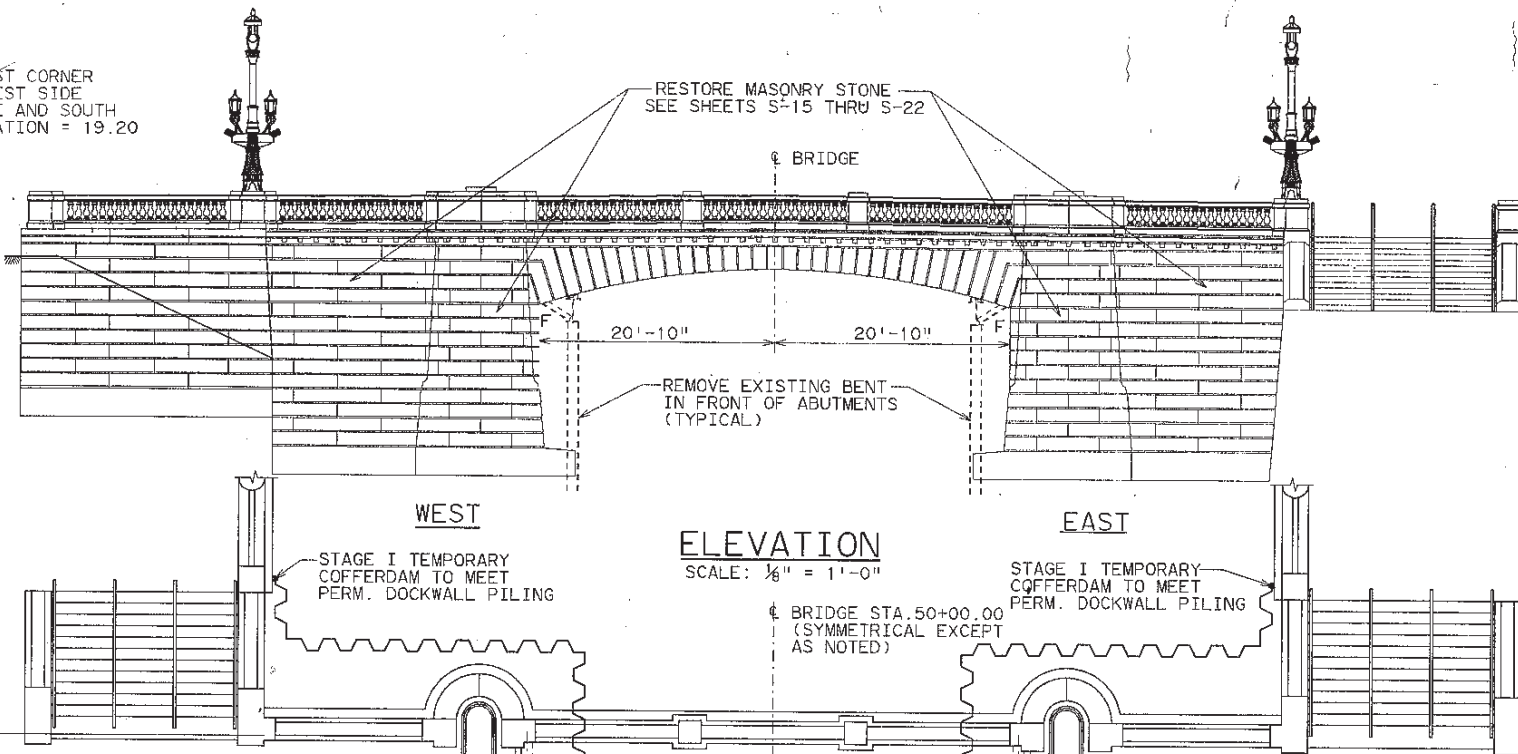 ST CORNER
EST SIDE
E AND SOUTH
ATION = 19.20
RESTORE MASONRY STONE
SEE SHEETS S-15 THRU S-22
℄ BRIDGE
F
F
20'-10"
20'-10"
REMOVE EXISTING BENT
IN FRONT OF ABUTMENTS
(TYPICAL)
WEST
ELEVATION
SCALE: ⅛" = 1'-0"
EAST
STAGE I TEMPORARY
COFFERDAM TO MEET
PERM. DOCKWALL PILING
STAGE I TEMPORARY
COFFERDAM TO MEET
PERM. DOCKWALL PILING
℄ BRIDGE STA.50+00.00
(SYMMETRICAL EXCEPT
AS NOTED)